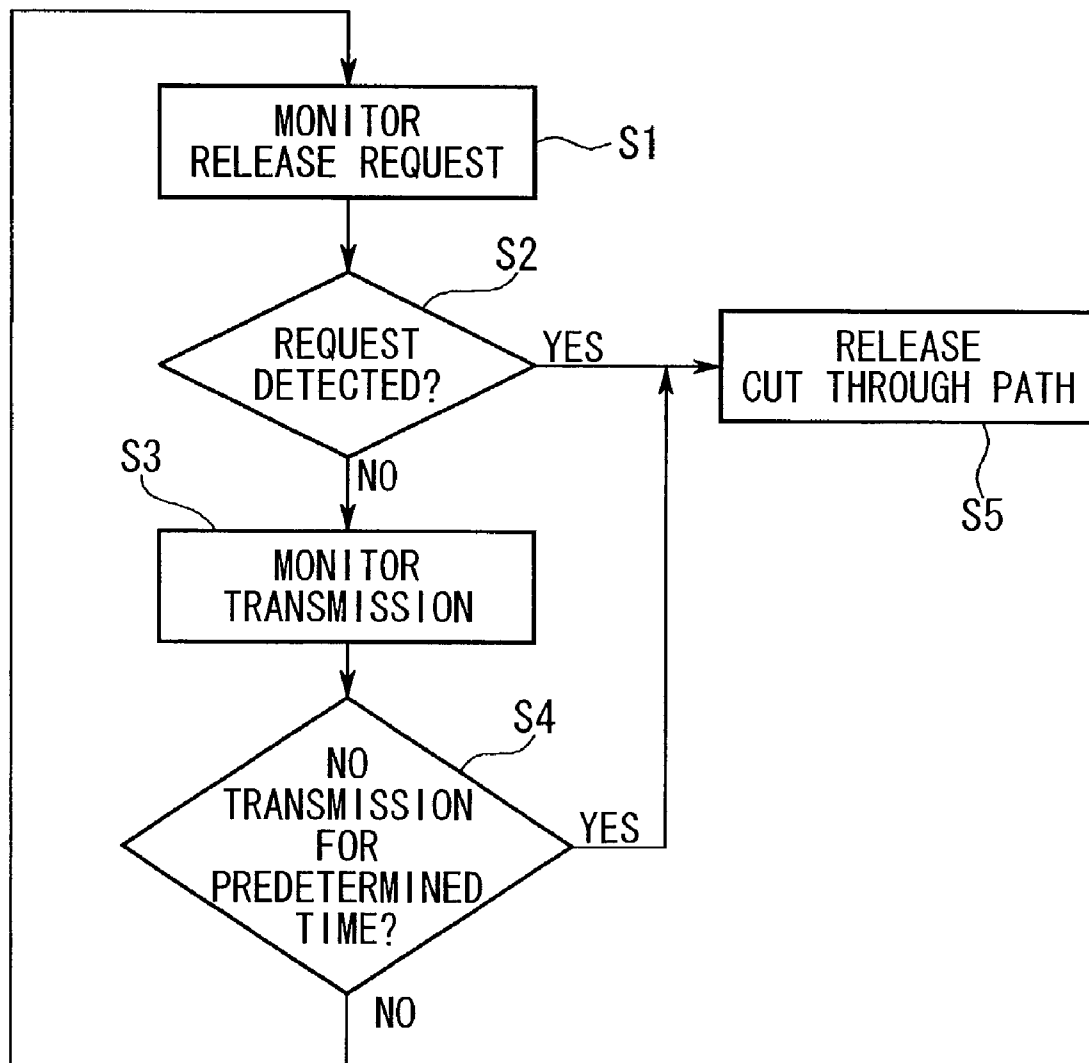 MONITOR
RELEASE REQUEST
S1
S2
REQUEST
DETECTED?
YES
RELEASE
CUT THROUGH PATH
S5
NO
S3
MONITOR
TRANSMISSION
S4
NO
TRANSMISSION
FOR
PREDETERMINED
TIME?
YES
NO